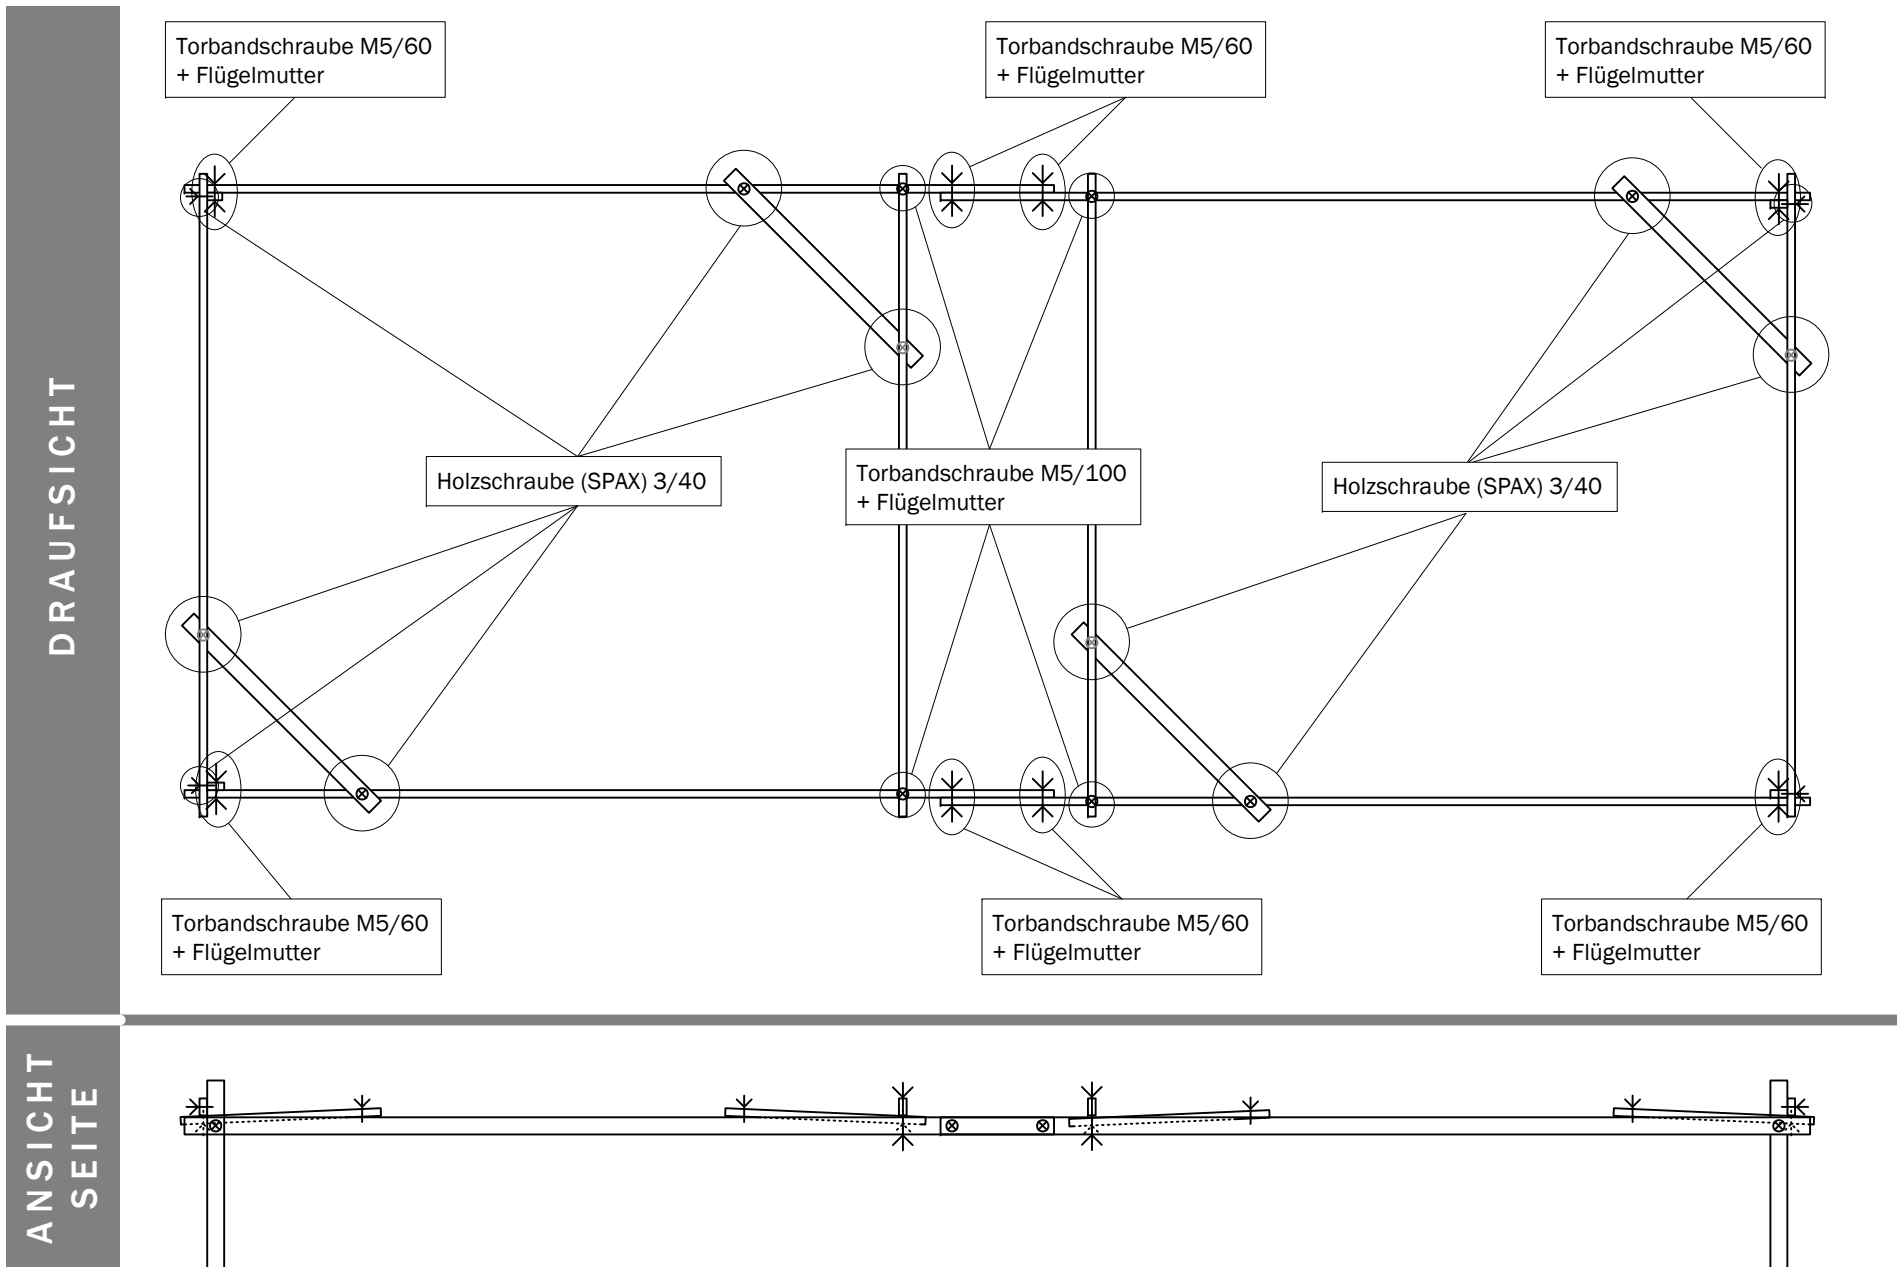 Torbandschraube M5/60
+ Flügelmutter
Torbandschraube M5/60
+ Flügelmutter
Torbandschraube M5/60
+ Flügelmutter
DRAUFSICHT
Holzschraube (SPAX) 3/40
Torbandschraube M5/100
+ Flügelmutter
Holzschraube (SPAX) 3/40
Torbandschraube M5/60
+ Flügelmutter
Torbandschraube M5/60
+ Flügelmutter
Torbandschraube M5/60
+ Flügelmutter
ANSICHT
SEITE